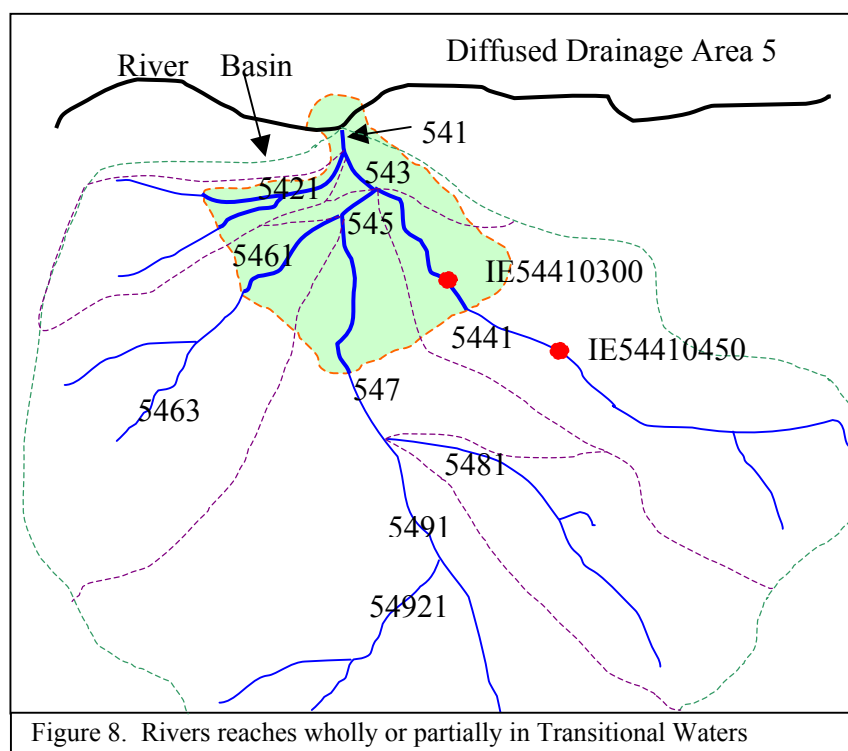 Diffused Drainage Area 5
River Basin
541
543
5421
545
5461
IE54410300
5441
IE54410450
547
5463
5481
5491
54921
Figure 8. Rivers reaches wholly or partially in Transitional Waters